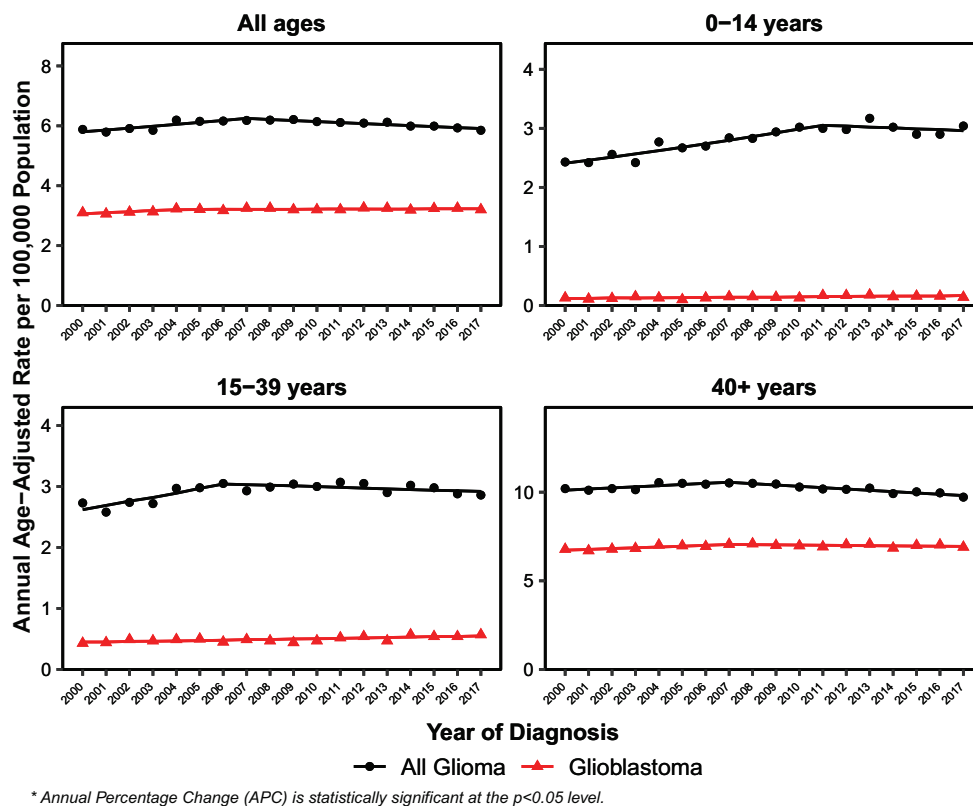 All ages
0−14 years
Annual Age−Adjusted Rate per 100,000 Population
8
6
4
2
0
2000 2001 2002 2003 2004 2005 2006 2007 2008 2009 2010 2011 2012 2013 2014 2015 2016 2017
4
3
2
1
0
2000 2001 2002 2003 2004 2005 2006 2007 2008 2009 2010 2011 2012 2013 2014 2015 2016 2017
15−39 years
40+ years
4
3
2
1
0
2000 2001 2002 2003 2004 2005 2006 2007 2008 2009 2010 2011 2012 2013 2014 2015 2016 2017
10
5
0
2000 2001 2002 2003 2004 2005 2006 2007 2008 2009 2010 2011 2012 2013 2014 2015 2016 2017
Year of Diagnosis
All Glioma Glioblastoma
* Annual Percentage Change (APC) is statistically significant at the p<0.05 level.